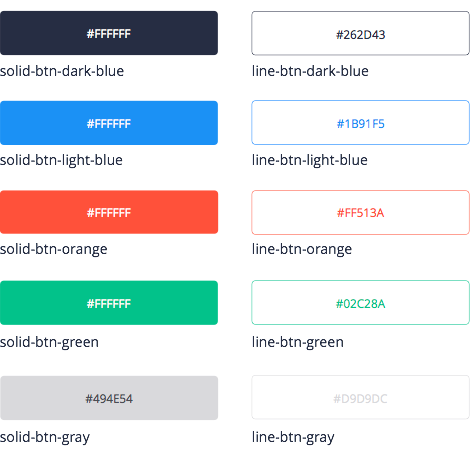 #FFFFFF
#262D43
solid-btn-dark-blue
line-btn-dark-blue
#FFFFFF
#1B91F5
solid-btn-light-blue
line-btn-light-blue
#FFFFFF
#FF513A
solid-btn-orange
line-btn-orange
#FFFFFF
#02C28A
solid-btn-green
line-btn-green
#494E54
#D9D9DC
solid-btn-gray
line-btn-gray